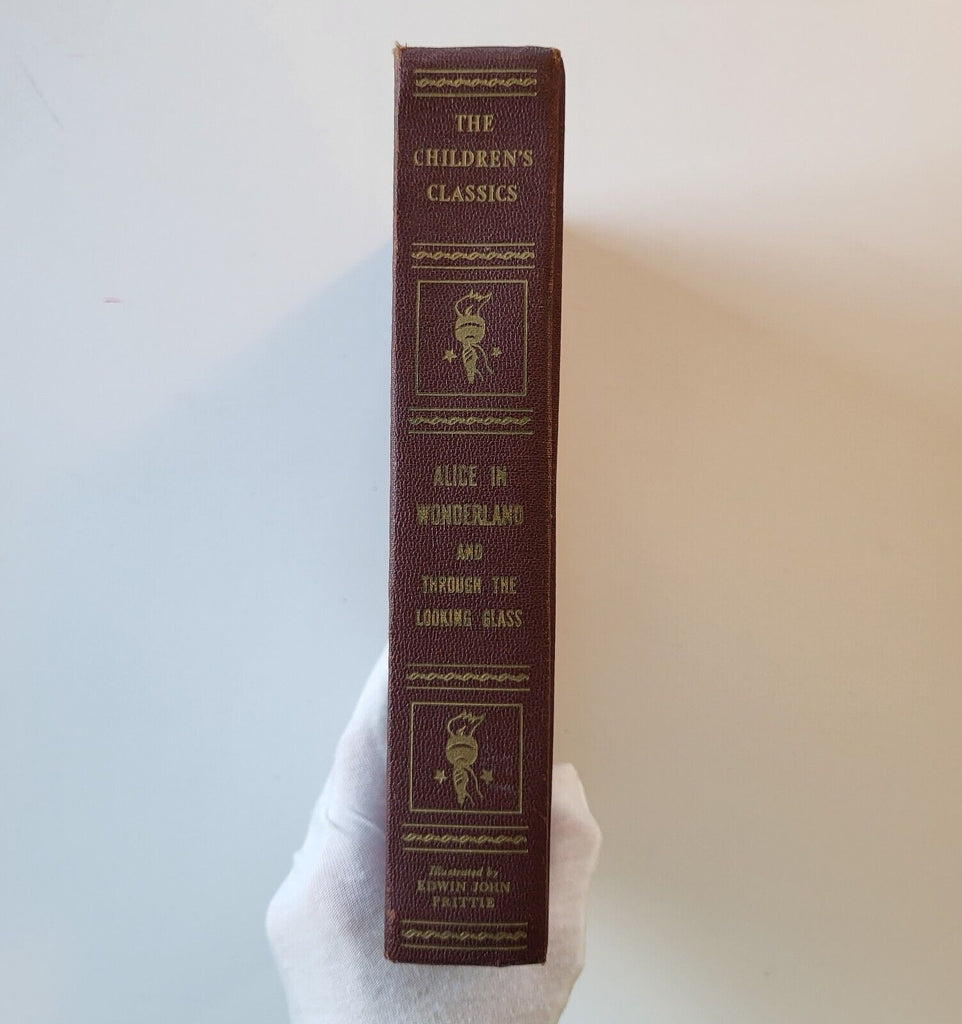 THE
CHILDREN'S
CLASSICS
ALICE IN
WONDERLAND
AND
THROUGH THE
LOOKING GLASS
Illustrated by
EDWIN JOHN
PRITTIE